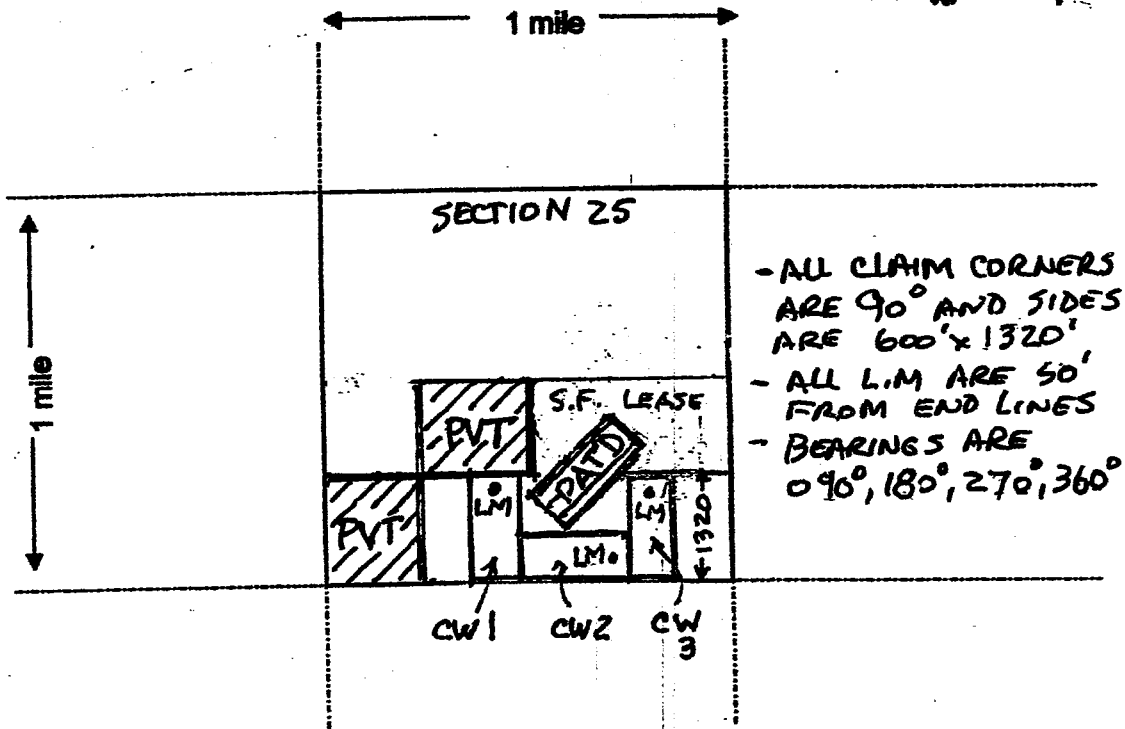 1 mile
SECTION 25
1 mile
- ALL CLAIM CORNERS
ARE 90° AND SIDES
ARE 600' x 1320'
- ALL L.M ARE 50'
FROM END LINES
- BEARINGS ARE
090°, 180°, 270°, 360°
PVT
S.F. LEASE
PAT'D
PVT
LM
LM.
LM
1320
CW 1
CW2
CW
3